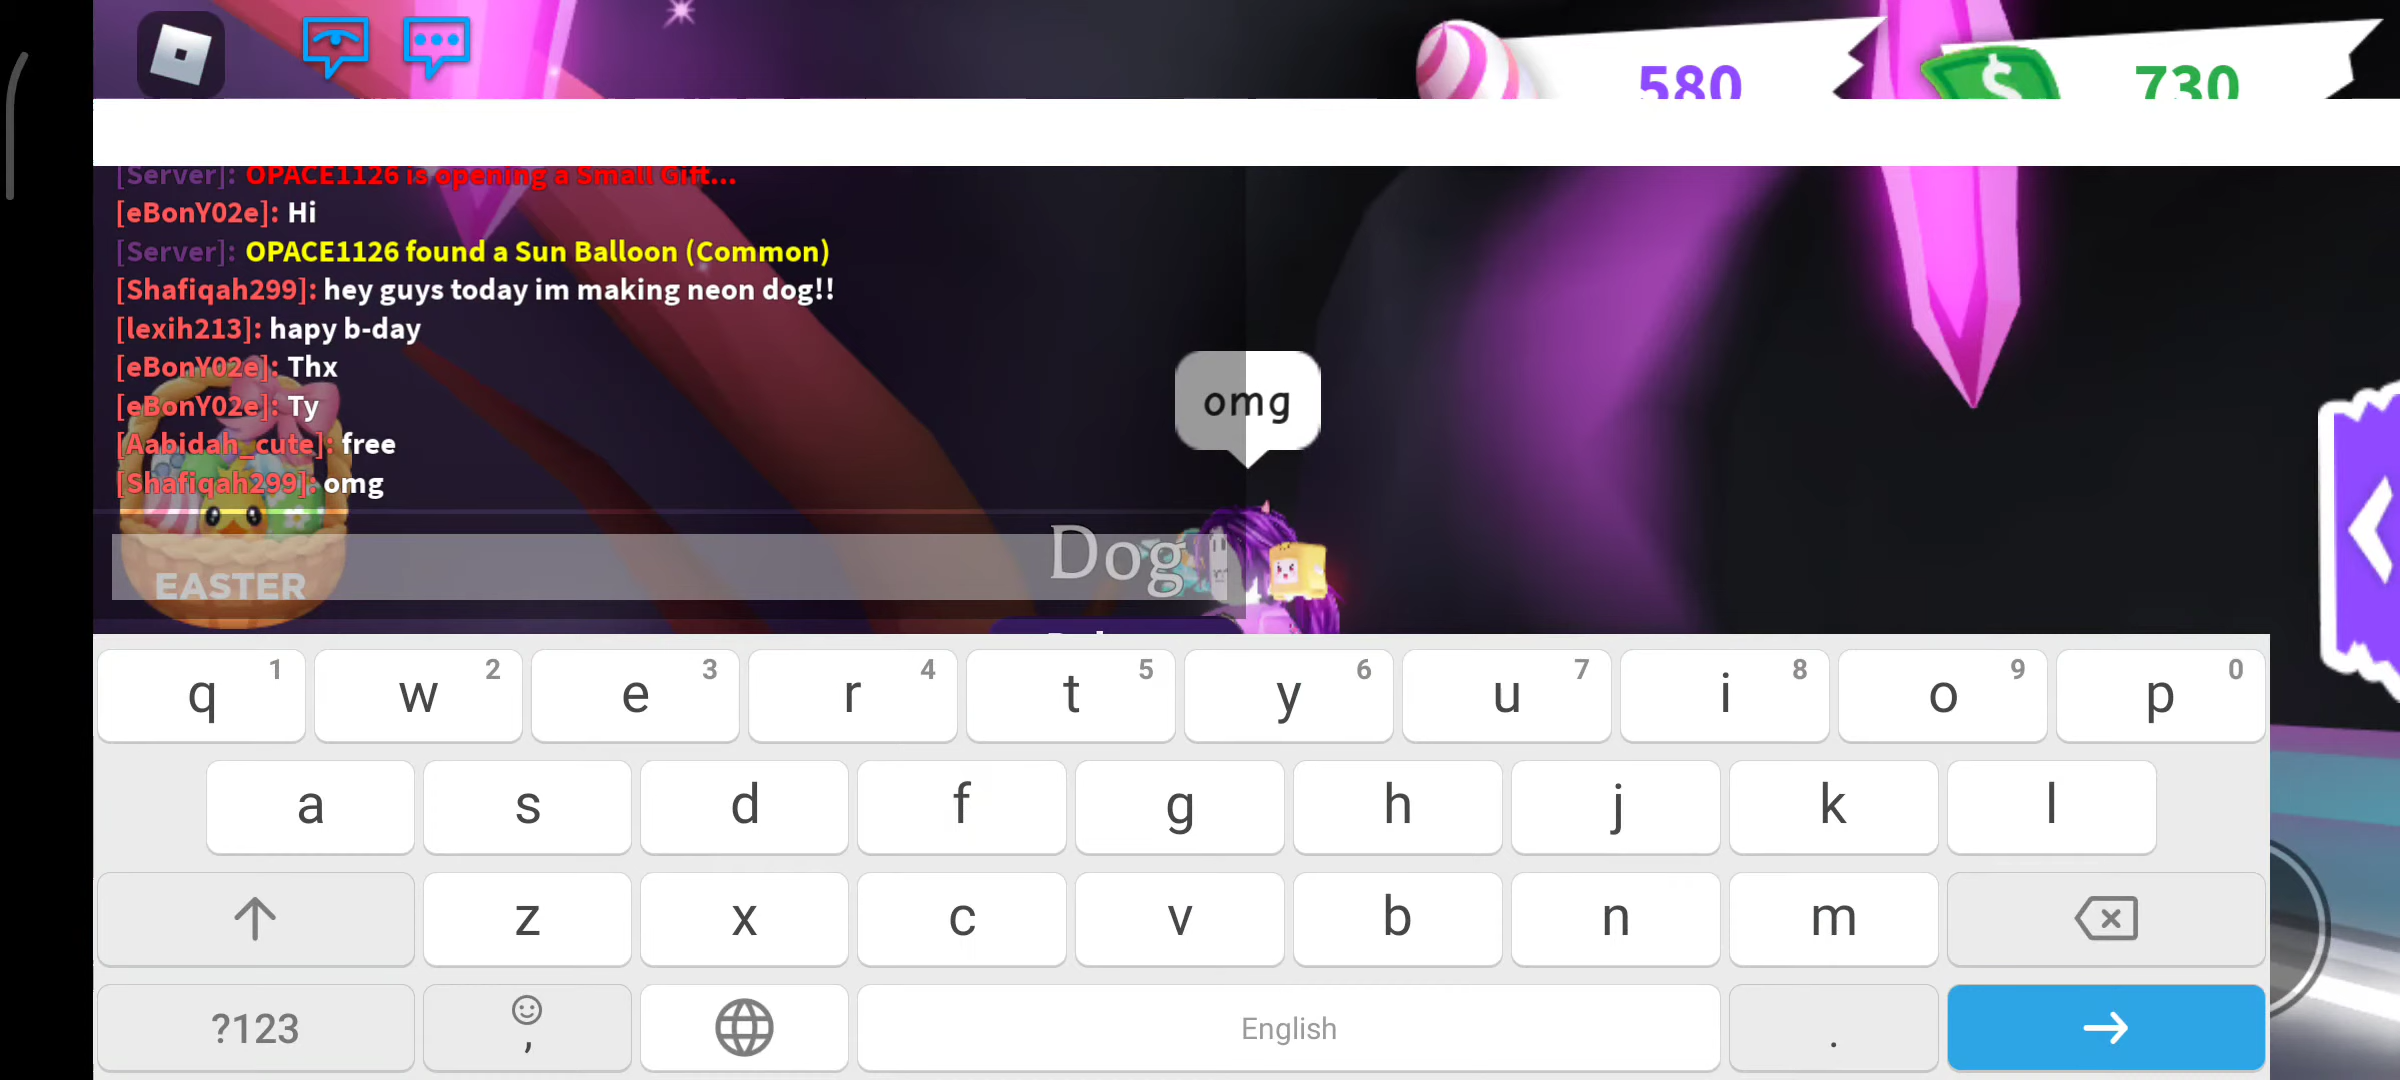 580
730
[Server]: OPACE1126 is opening a Small Gift...
[eBonY02e]: Hi
[Server]: OPACE1126 found a Sun Balloon (Common)
[Shafiqah299]: hey guys today im making neon dog!!
[lexih213]: hapy b-day
[eBonY02e]: Thx
[eBonY02e]: Ty
[Aabidah_cute]: free
[Shafiqah299]: omg
omg
Dog
EASTER
q 1 w 2 e 3 r 4 t 5 y 6 u 7 i 8 o 9 p 0
a s d f g h j k l
z x c v b n m
?123 , English .